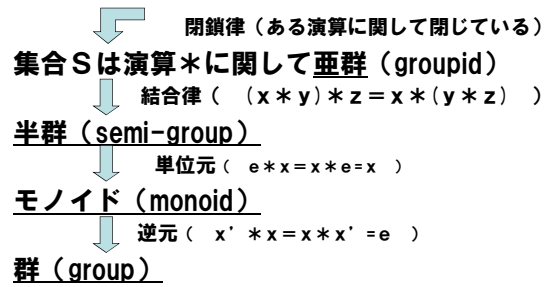 閉鎖律（ある演算に関して閉じている）
集合Ｓは演算＊に関して亜群（groupid）
結合律（　（ｘ＊ｙ）＊ｚ＝ｘ＊（ｙ＊ｚ）　）
半群（semi-group）
単位元（　e＊ｘ＝ｘ＊e＝ｘ　）
モノイド（monoid）
逆元（　ｘ’＊ｘ＝ｘ＊ｘ’＝e　）
群（group）